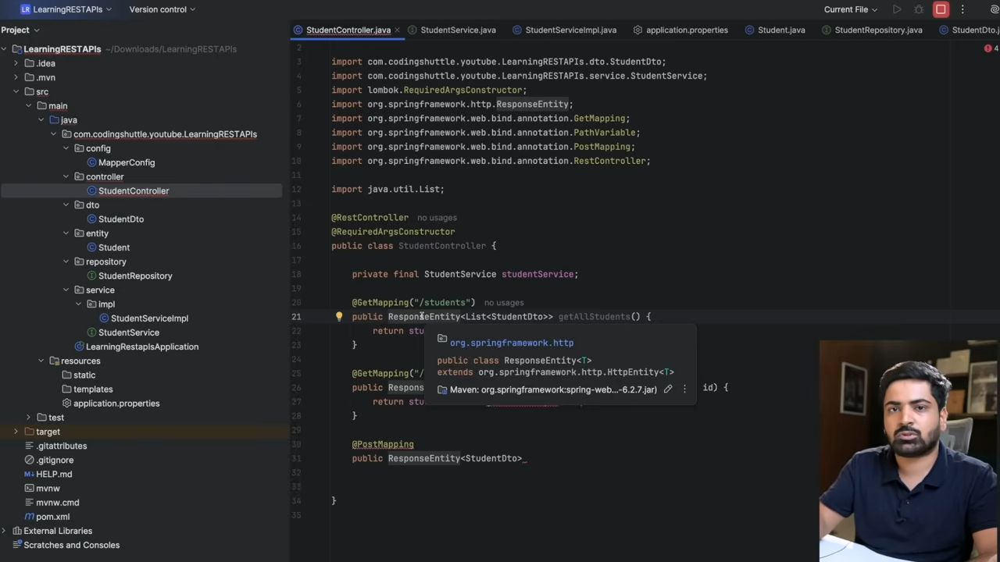 LR LearningRESTAPIs Version control Current File
Project
StudentController.java StudentService.java StudentServiceImpl.java application.properties Student.java StudentRepository.java StudentDto.
LearningRESTAPIs ~/Downloads/LearningRESTAPIs
.idea
.mvn
src
main
java
com.codingshuttle.youtube.LearningRESTAPIs
config
MapperConfig
controller
StudentController
dto
StudentDto
entity
Student
repository
StudentRepository
service
impl
StudentServiceImpl
StudentService
LearningRestapIsApplication
resources
static
templates
application.properties
test
target
.gitattributes
.gitignore
HELP.md
mvnw
mvnw.cmd
pom.xml
External Libraries
Scratches and Consoles
4
2
3 import com.codingshuttle.youtube.LearningRESTAPIs.dto.StudentDto;
4 import com.codingshuttle.youtube.LearningRESTAPIs.service.StudentService;
5 import lombok.RequiredArgsConstructor;
6 import org.springframework.http.ResponseEntity;
7 import org.springframework.web.bind.annotation.GetMapping;
8 import org.springframework.web.bind.annotation.PathVariable;
9 import org.springframework.web.bind.annotation.PostMapping;
10 import org.springframework.web.bind.annotation.RestController;
11
12 import java.util.List;
13
14 @RestController no usages
15 @RequiredArgsConstructor
16 public class StudentController {
17
18 private final StudentService studentService;
19
20 @GetMapping("/students") no usages
21 public ResponseEntity<List<StudentDto>> getAllStudents() {
22 return stu
23 }
24
25 @GetMapping("/
26 public Respons id) {
27 return stu
28 }
29
30 @PostMapping
31 public ResponseEntity<StudentDto>
32
33
34 }
35
org.springframework.http
public class ResponseEntity<T>
extends org.springframework.http.HttpEntity<T>
Maven: org.springframework:spring-web...-6.2.7.jar)